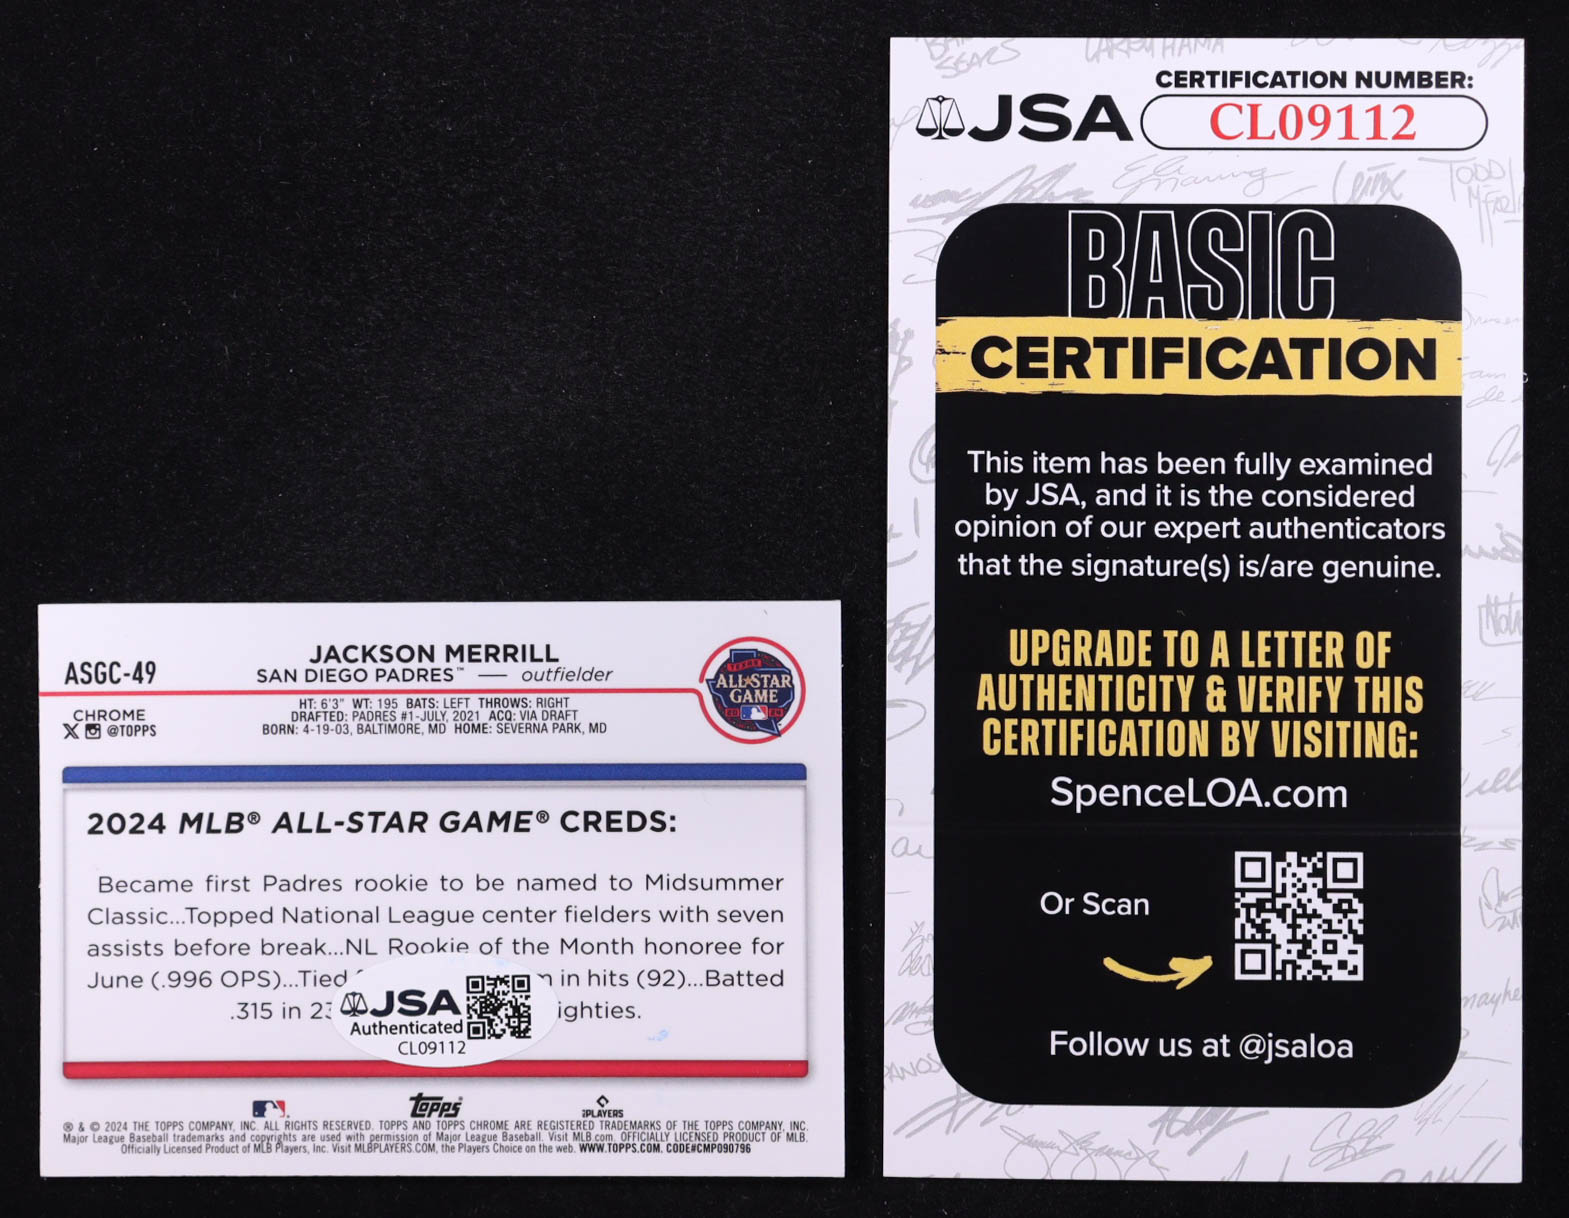 ASGC-49
JACKSON MERRILL
SAN DIEGO PADRES™ — outfielder
HT: 6'3" WT: 195 BATS: LEFT THROWS: RIGHT
DRAFTED: PADRES #1-JULY, 2021 ACQ: VIA DRAFT
BORN: 4-19-03, BALTIMORE, MD HOME: SEVERNA PARK, MD
CHROME
@TOPPS
TEXAS
ALL-STAR
GAME
2024
2024 MLB® ALL-STAR GAME® CREDS:
Became first Padres rookie to be named to Midsummer
Classic...Topped National League center fielders with seven
assists before break...NL Rookie of the Month honoree for
June (.996 OPS)...Tied in hits (92)...Batted
.315 in ighties.
JSA
Authenticated
CL09112
topps
PLAYERS
® & © 2024 THE TOPPS COMPANY, INC. ALL RIGHTS RESERVED. TOPPS AND TOPPS CHROME ARE REGISTERED TRADEMARKS OF THE TOPPS COMPANY, INC.
Major League Baseball trademarks and copyrights are used with permission of Major League Baseball. Visit MLB.com. OFFICIALLY LICENSED PRODUCT OF MLB.
Officially Licensed Product of MLB Players, Inc. Visit MLBPLAYERS.COM, the Players Choice on the web. WWW.TOPPS.COM. CODE#CMP090796
JSA
CERTIFICATION NUMBER:
CL09112
BASIC
CERTIFICATION
This item has been fully examined
by JSA, and it is the considered
opinion of our expert authenticators
that the signature(s) is/are genuine.
UPGRADE TO A LETTER OF
AUTHENTICITY & VERIFY THIS
CERTIFICATION BY VISITING:
SpenceLOA.com
Or Scan
Follow us at @jsaloa